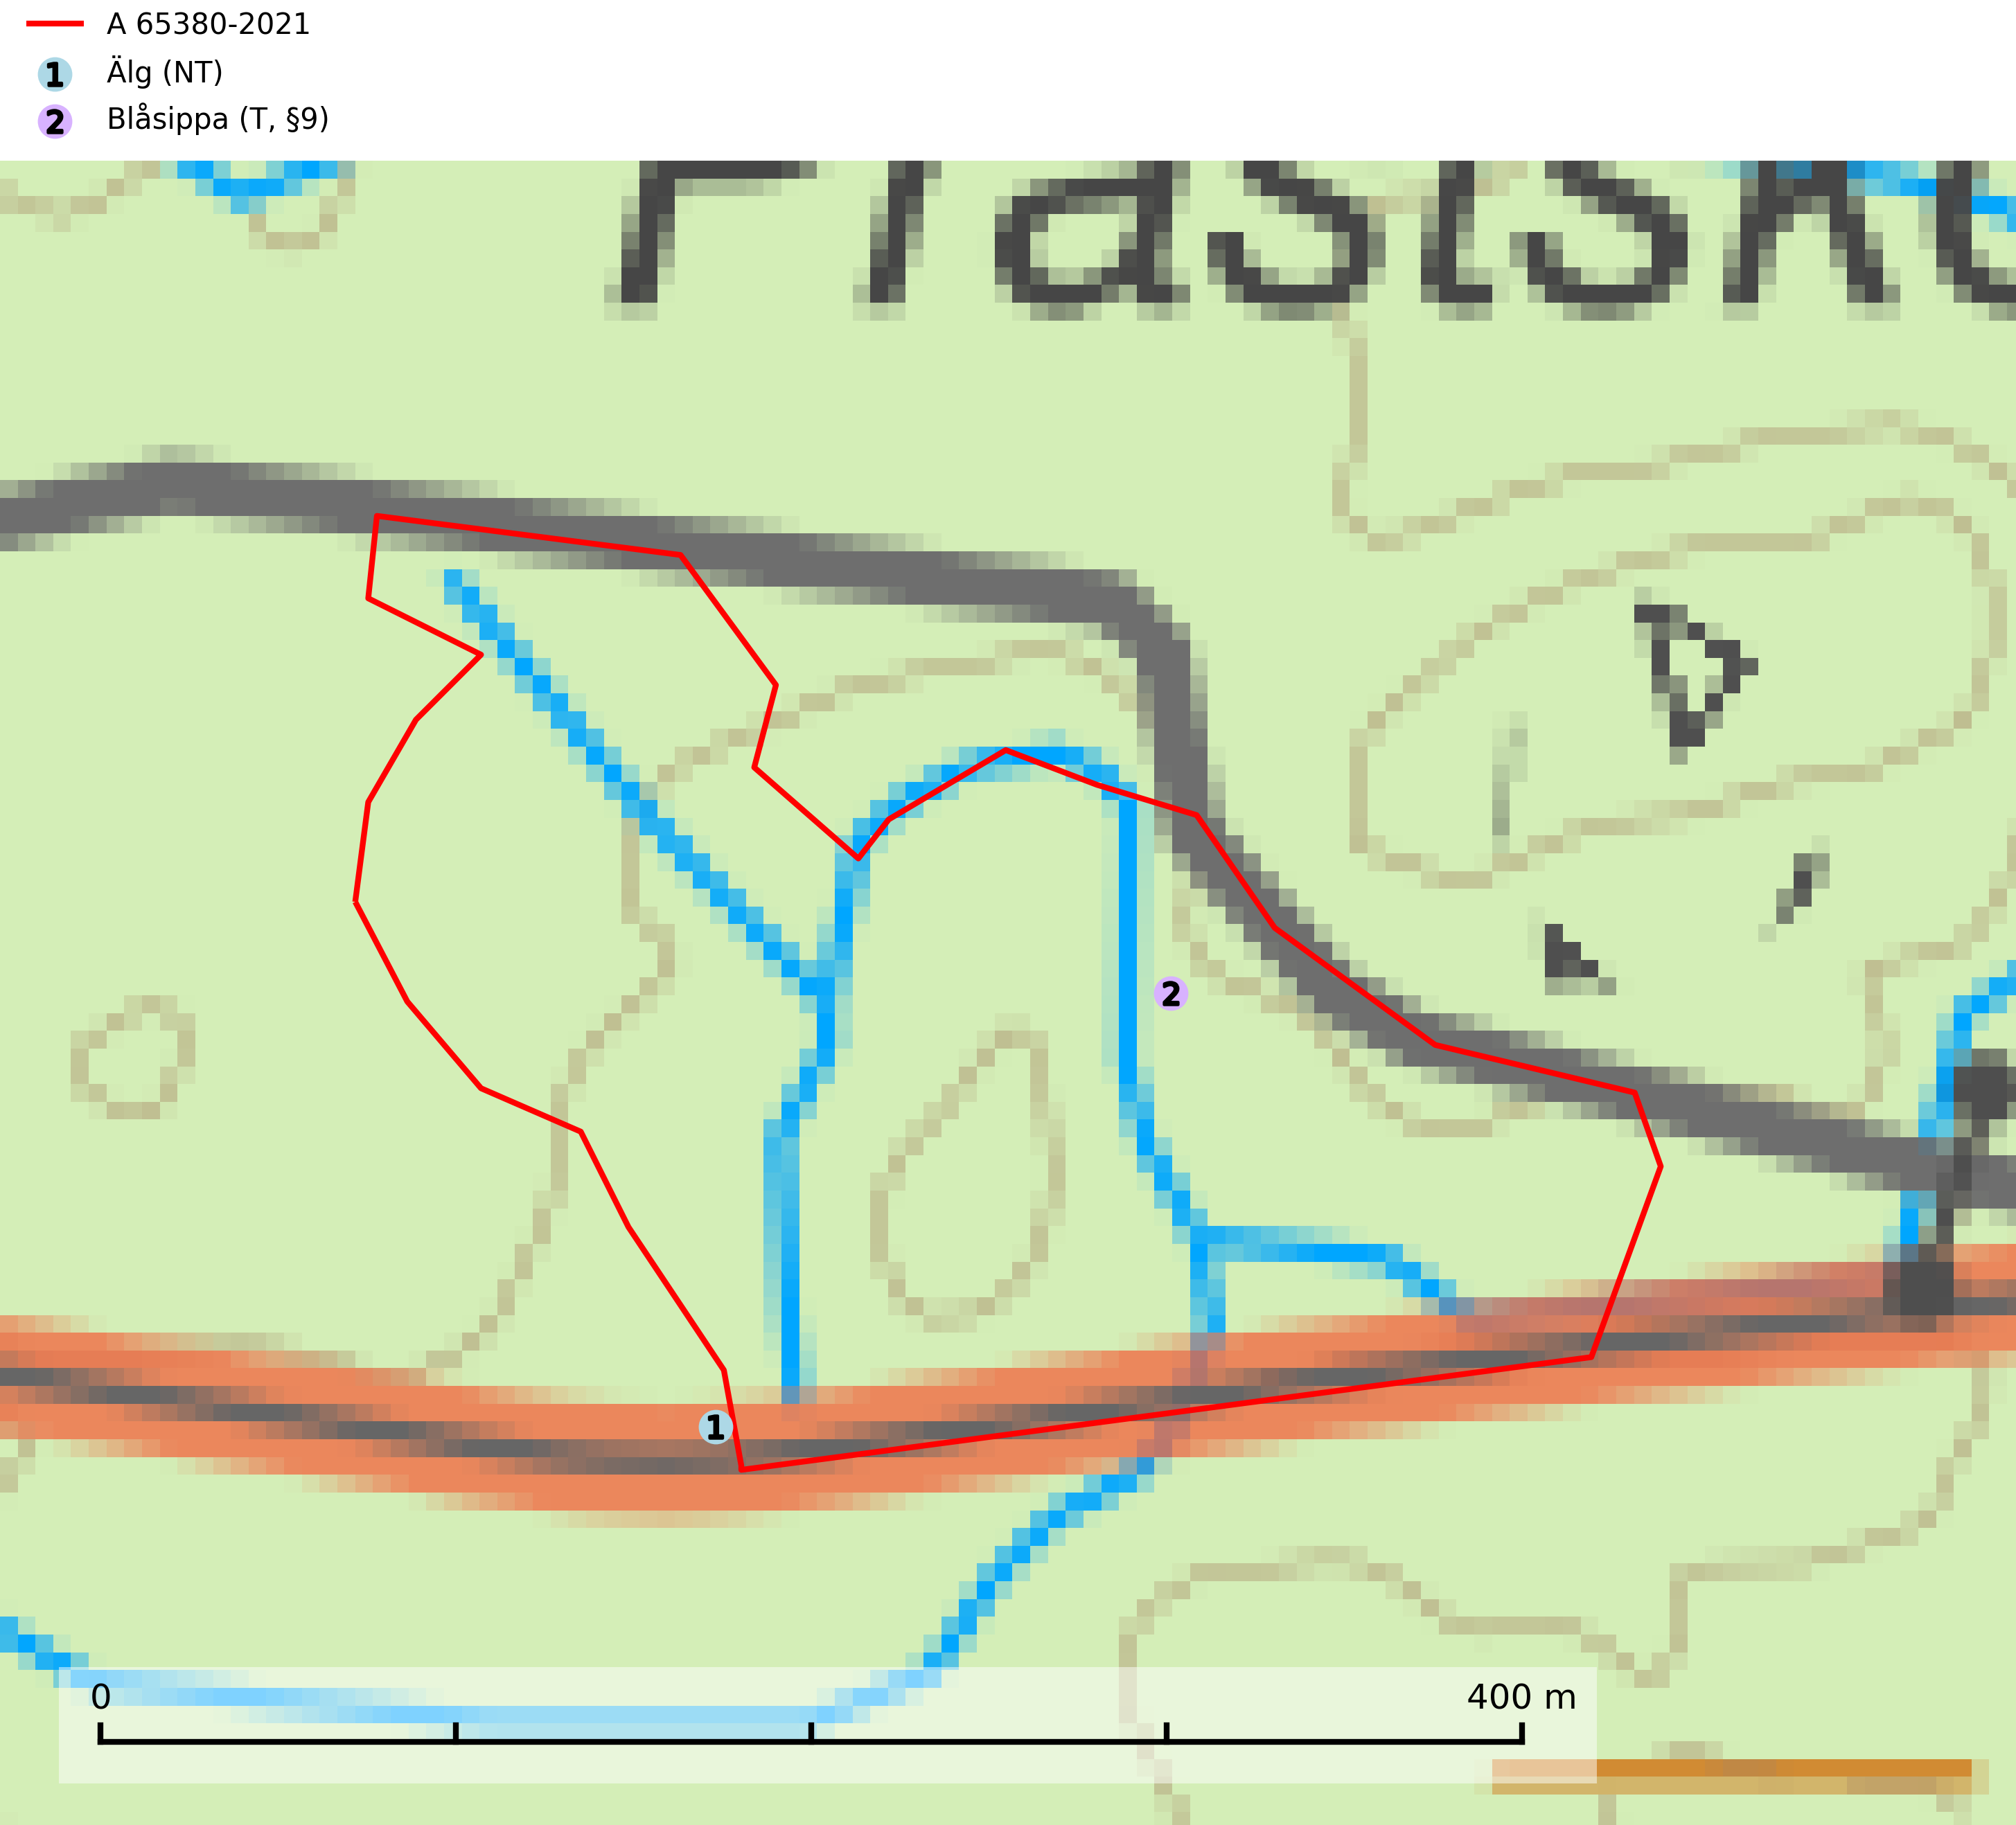 A 65380-2021
1 Älg (NT)
2 Blåsippa (T, §9)
2
1
0 400 m